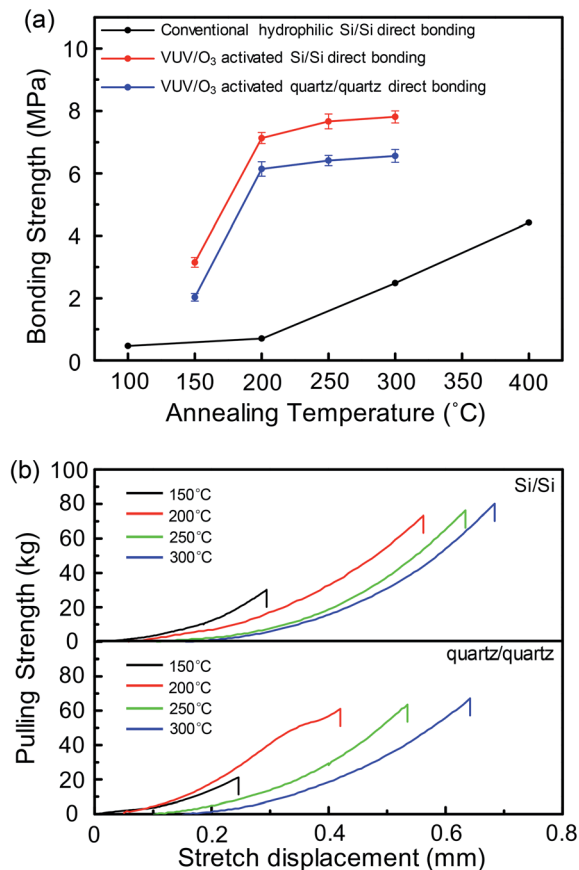 (a)
Conventional hydrophilic Si/Si direct bonding
VUV/O3 activated Si/Si direct bonding
VUV/O3 activated quartz/quartz direct bonding
10
8
6
4
2
0
Bonding Strength (MPa)
100 150 200 250 300 350 400
Annealing Temperature (˚C)
(b)
100
80
60
40
20
0
Si/Si
150˚C
200˚C
250˚C
300˚C
Pulling Strength (kg)
80
60
40
20
0
quartz/quartz
150˚C
200˚C
250˚C
300˚C
0 0.2 0.4 0.6 0.8
Stretch displacement (mm)